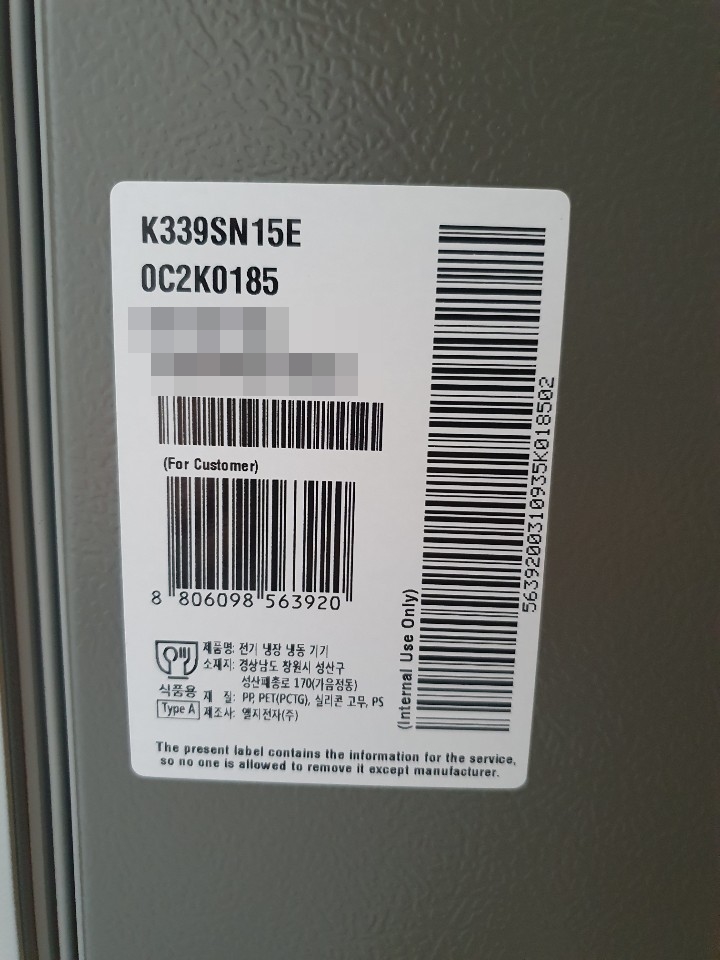 K339SN15E
0C2K0185
(For Customer)
8 806098 563920
제품명: 전기 냉장 냉동 기기
소재지: 경상남도 창원시 성산구
성산패총로 170(가음정동)
식품용 재 질: PP, PET(PCTG), 실리콘 고무, PS
Type A 제조사: 엘지전자(주)
The present label contains the information for the service,
so no one is allowed to remove it except manufacturer.
(Internal Use Only)
5639200310935K018502